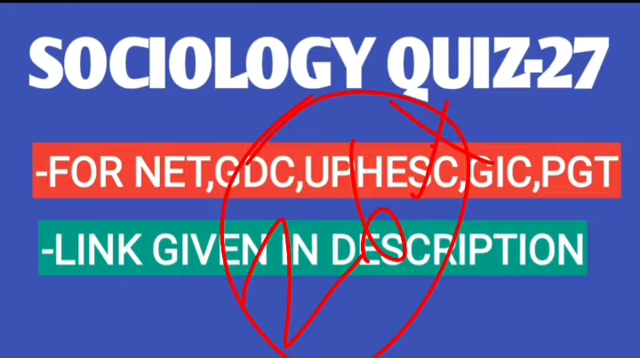 SOCIOLOGY QUIZ-27
-FOR NET,GDC,UPHESC,GIC,PGT
-LINK GIVEN IN DESCRIPTION